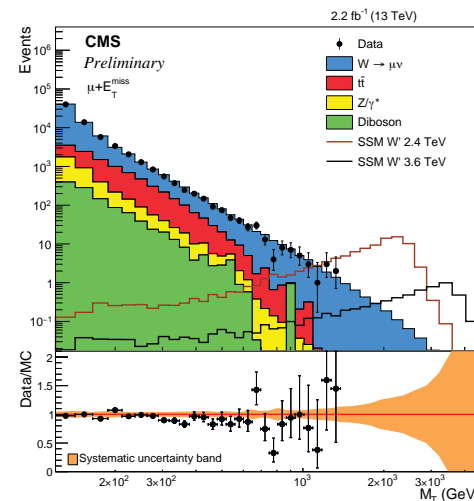 2.2 fb⁻¹ (13 TeV)
Events
CMS
Preliminary
μ+E_T^miss
Data
W → μν
tt̄
Z/γ*
Diboson
SSM W' 2.4 TeV
SSM W' 3.6 TeV
10⁶
10⁵
10⁴
10³
10²
10
1
10⁻¹
Data/MC
2
1.5
1
0.5
0
Systematic uncertainty band
2×10² 3×10² 10³ 2×10³ 3×10³
M_T (GeV)